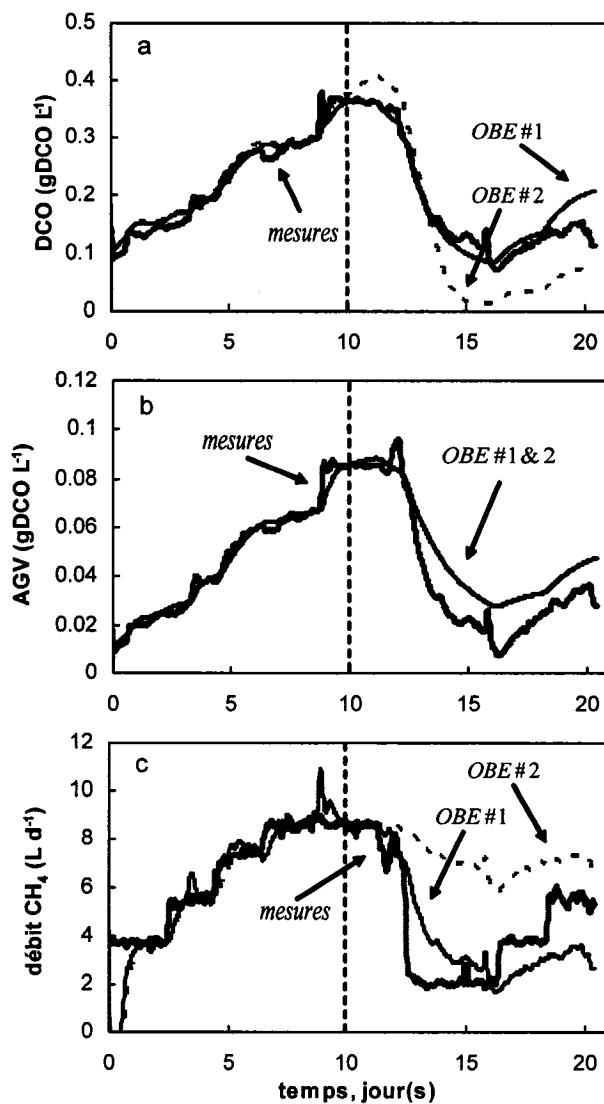 a
0.5
0.4
0.3
0.2
0.1
0
DCO (gDCO L-1)
OBE #1
OBE #2
mesures
0 5 10 15 20
b
0.12
0.1
0.08
0.06
0.04
0.02
0
AGV (gDCO L-1)
mesures
OBE #1 & 2
0 5 10 15 20
c
12
10
8
6
4
2
0
débit CH4 (L d-1)
OBE #2
OBE #1
mesures
0 5 10 15 20
temps, jour(s)